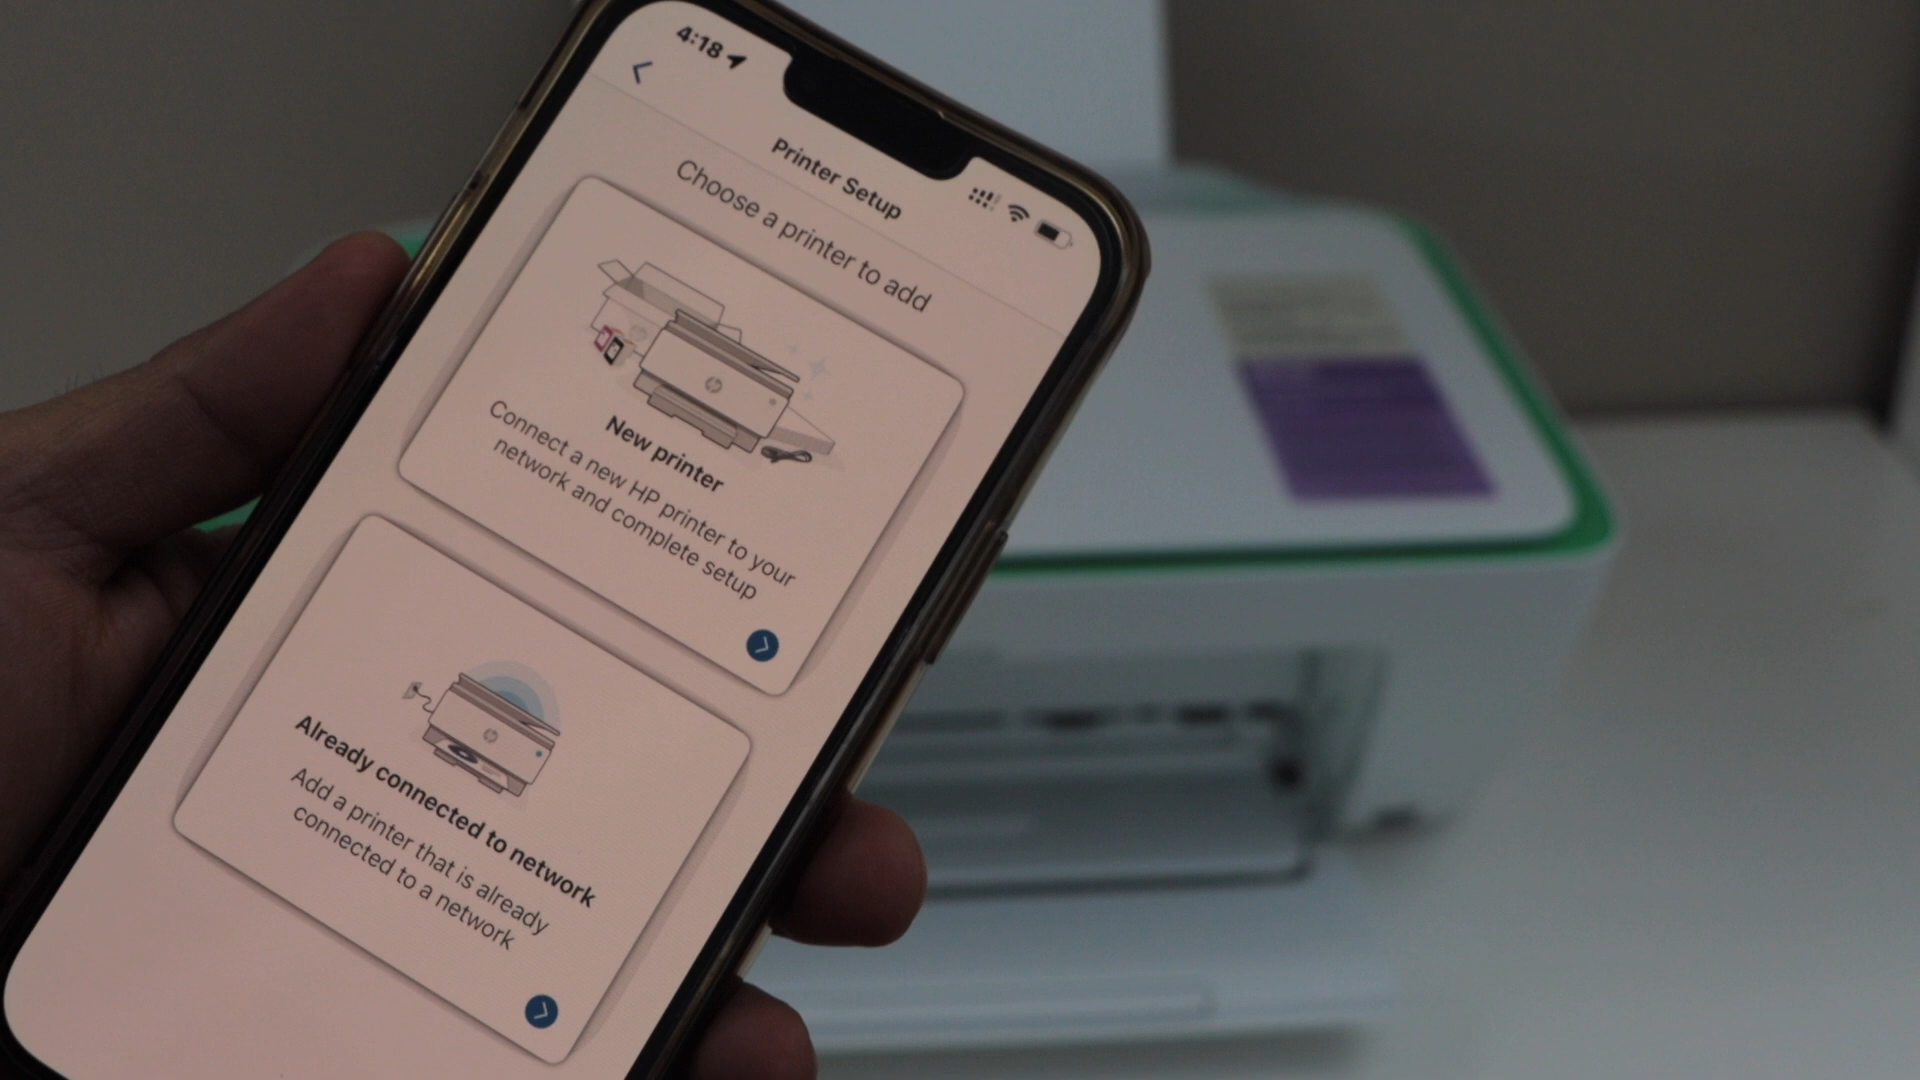 4:18
Printer Setup
Choose a printer to add
New printer
Connect a new HP printer to your
network and complete setup
Already connected to network
Add a printer that is already
connected to a network